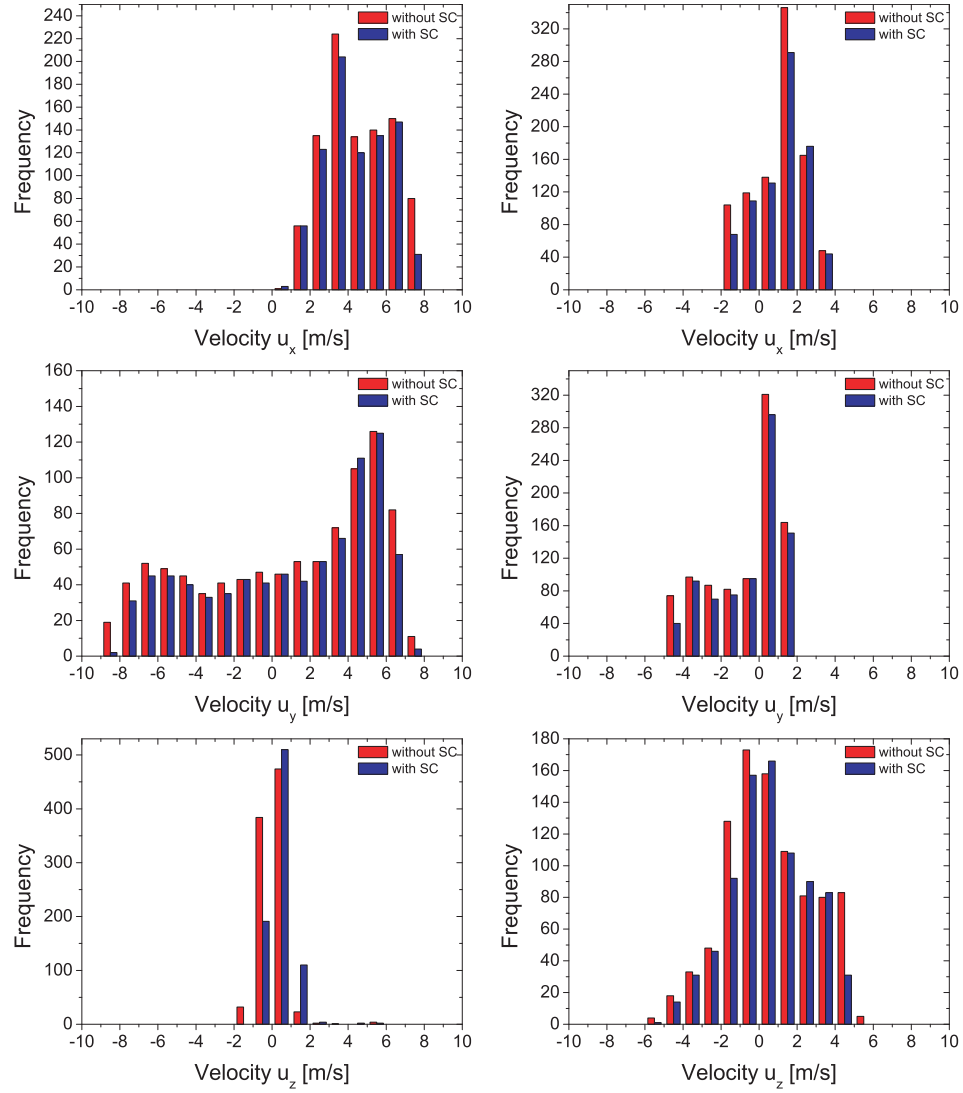 without SC
with SC
240
220
200
180
160
140
120
100
80
60
40
20
0
Frequency
-10 -8 -6 -4 -2 0 2 4 6 8 10
Velocity u_x [m/s]
without SC
with SC
320
280
240
200
160
120
80
40
0
Frequency
-10 -8 -6 -4 -2 0 2 4 6 8 10
Velocity u_x [m/s]
without SC
with SC
160
140
120
100
80
60
40
20
0
Frequency
-10 -8 -6 -4 -2 0 2 4 6 8 10
Velocity u_y [m/s]
without SC
with SC
320
280
240
200
160
120
80
40
0
Frequency
-10 -8 -6 -4 -2 0 2 4 6 8 10
Velocity u_y [m/s]
without SC
with SC
500
400
300
200
100
0
Frequency
-10 -8 -6 -4 -2 0 2 4 6 8 10
Velocity u_z [m/s]
without SC
with SC
180
160
140
120
100
80
60
40
20
0
Frequency
-10 -8 -6 -4 -2 0 2 4 6 8 10
Velocity u_z [m/s]